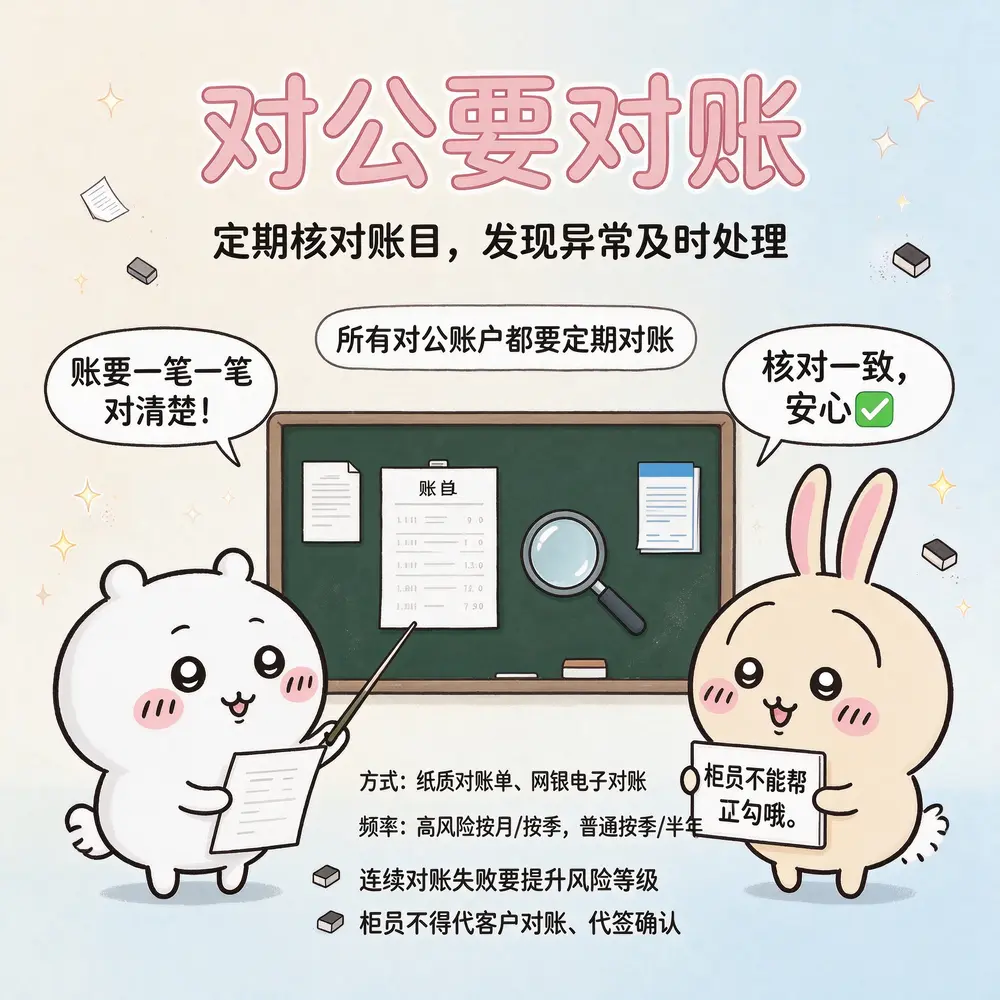 对公要对账
定期核对账目，发现异常及时处理
所有对公账户都要定期对账
账要一笔一笔
对清楚！
核对一致，
安心✅
方式：纸质对账单、网银电子对账
频率：高风险按月/按季，普通按季/半年
柜员不能帮
正勾哦。
连续对账失败要提升风险等级
柜员不得代客户对账、代签确认